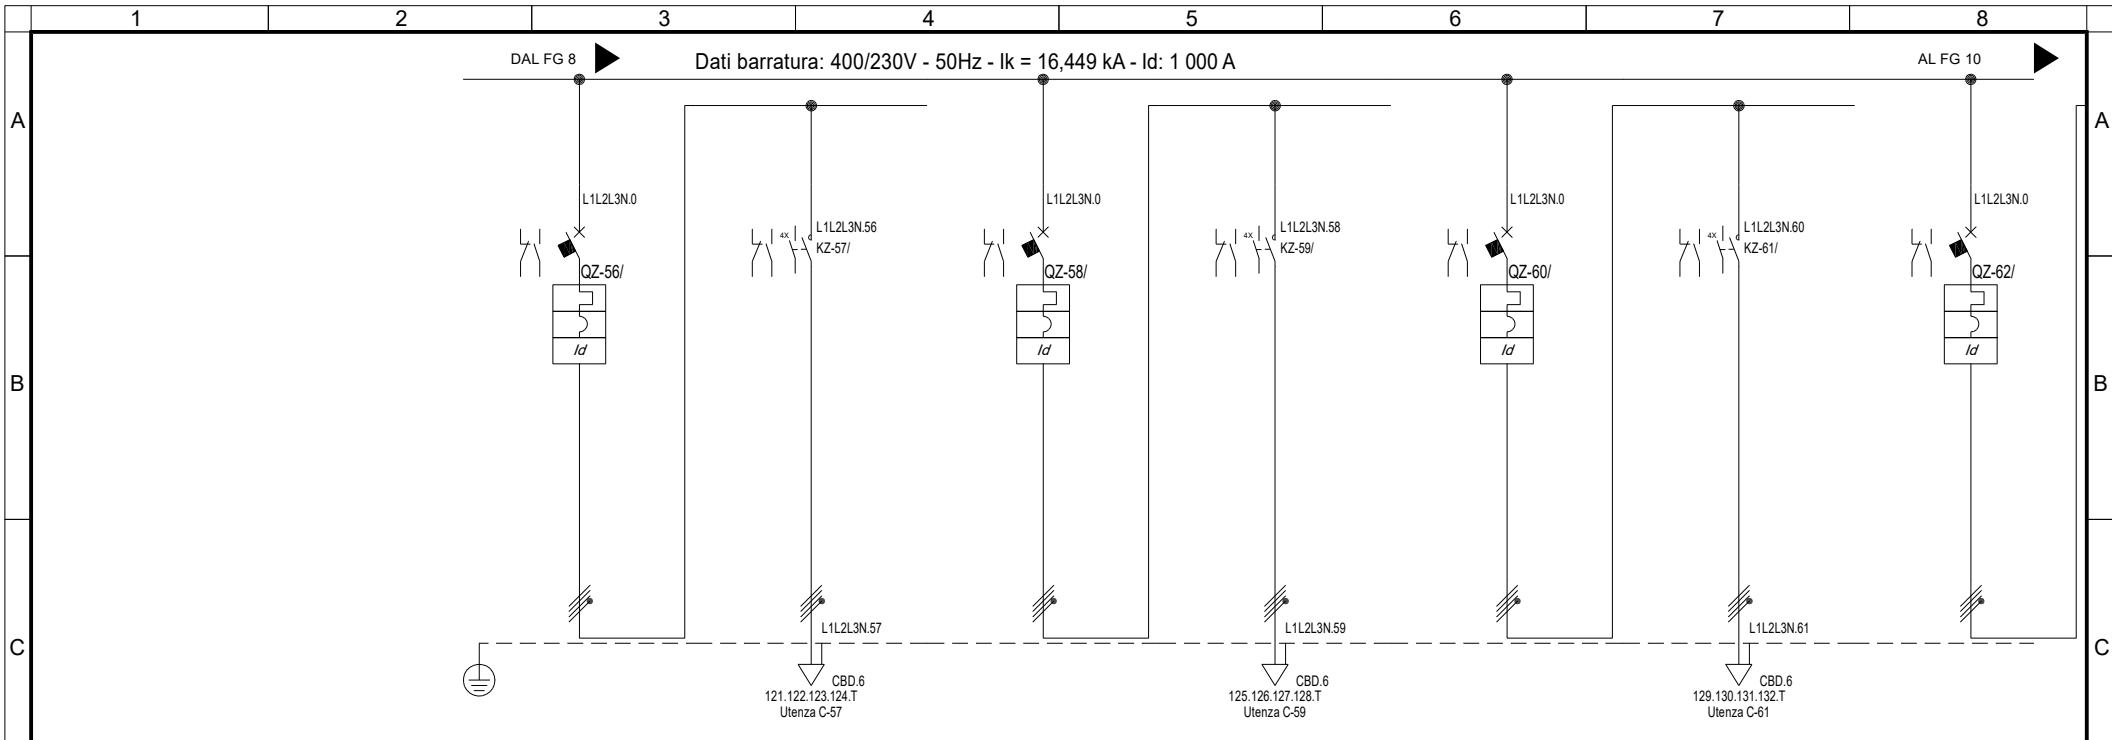 1 2 3 4 5 6 7 8
DAL FG 8 Dati barratura: 400/230V - 50Hz - Ik = 16,449 kA - Id: 1 000 A AL FG 10
A A
L1L2L3N.0 L1L2L3N.0 L1L2L3N.0 L1L2L3N.0
4X L1L2L3N.56 4X L1L2L3N.58 4X L1L2L3N.60
KZ-57/ KZ-59/ KZ-61/
QZ-56/ QZ-58/ QZ-60/ QZ-62/
Id Id Id Id
B B
L1L2L3N.57 L1L2L3N.59 L1L2L3N.61
C C
CBD.6 CBD.6 CBD.6
121.122.123.124.T 125.126.127.128.T 129.130.131.132.T
Utenza C-57 Utenza C-59 Utenza C-61